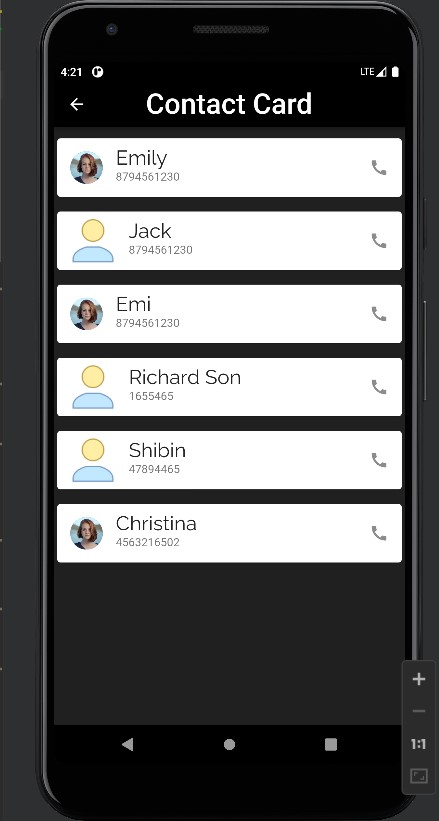 4:21
LTE
Contact Card
Emily
8794561230
Jack
8794561230
Emi
8794561230
Richard Son
1655465
Shibin
47894465
Christina
4563216502
1:1